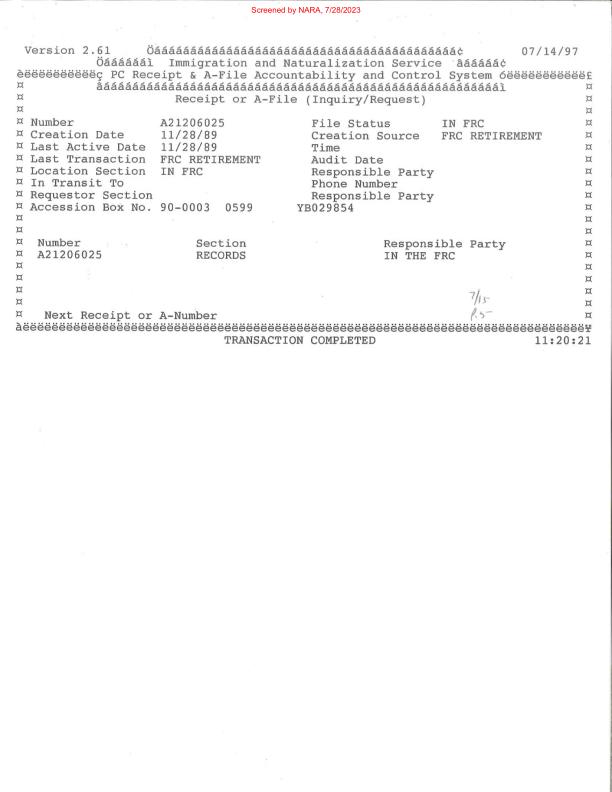 Screened by NARA, 7/28/2023
Version 2.61 Öáááááááááááááááááááááááááááááááááááááááááá¢ 07/14/97
Öáááááál Immigration and Naturalization Service àáááááá¢
èëëëëëëëëëëç PC Receipt & A-File Accountability and Control System óëëëëëëëëëëë£
¤ àááááááááááááááááááááááááááááááááááááááááááááááááááááááì ¤
¤ Receipt or A-File (Inquiry/Request) ¤
¤ ¤
¤ Number A21206025 File Status IN FRC ¤
¤ Creation Date 11/28/89 Creation Source FRC RETIREMENT ¤
¤ Last Active Date 11/28/89 Time ¤
¤ Last Transaction FRC RETIREMENT Audit Date ¤
¤ Location Section IN FRC Responsible Party ¤
¤ In Transit To Phone Number ¤
¤ Requestor Section Responsible Party ¤
¤ Accession Box No. 90-0003 0599 YB029854 ¤
¤ ¤
¤ ¤
¤ Number Section Responsible Party ¤
¤ A21206025 RECORDS IN THE FRC ¤
¤ ¤
¤ ¤
¤ ¤
¤ 7/15 ¤
¤ Next Receipt or A-Number ¤
àëëëëëëëëëëëëëëëëëëëëëëëëëëëëëëëëëëëëëëëëëëëëëëëëëëëëëëëëëëëëëëëëëëëëëëëëëëëëë¥
TRANSACTION COMPLETED 11:20:21